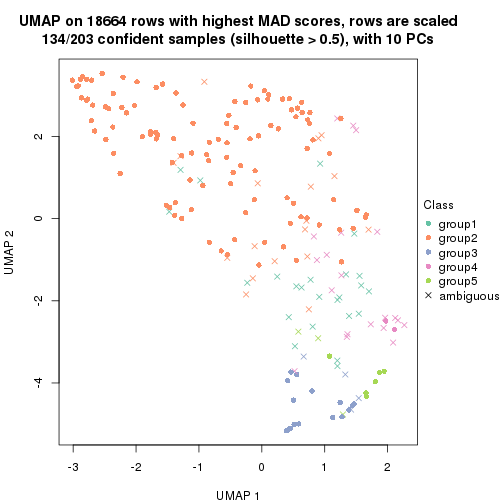 UMAP on 18664 rows with highest MAD scores, rows are scaled
134/203 confident samples (silhouette > 0.5), with 10 PCs
UMAP 2
2
0
-2
-4
-3
-2
-1
0
1
2
UMAP 1
Class
group1
group2
group3
group4
group5
ambiguous